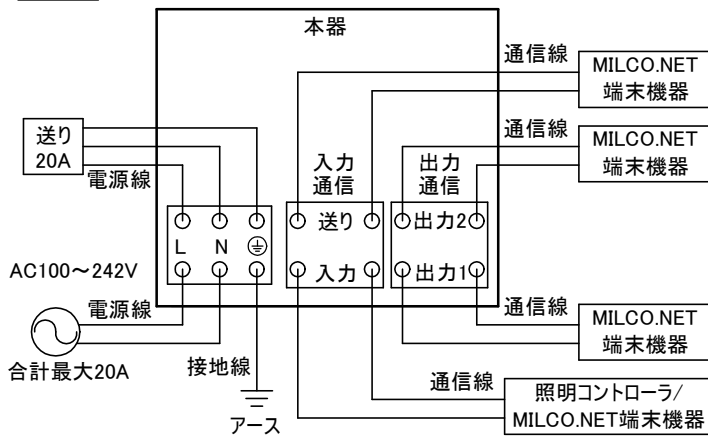 本器
通信線
MILCO.NET
端末機器
通信線
MILCO.NET
端末機器
送り
20A
電源線
入力
通信
出力
通信
送り
出力2
L
N
AC100～242V
入力
出力1
電源線
合計最大20A
接地線
アース
通信線
MILCO.NET
端末機器
通信線
照明コントローラ/
MILCO.NET端末機器